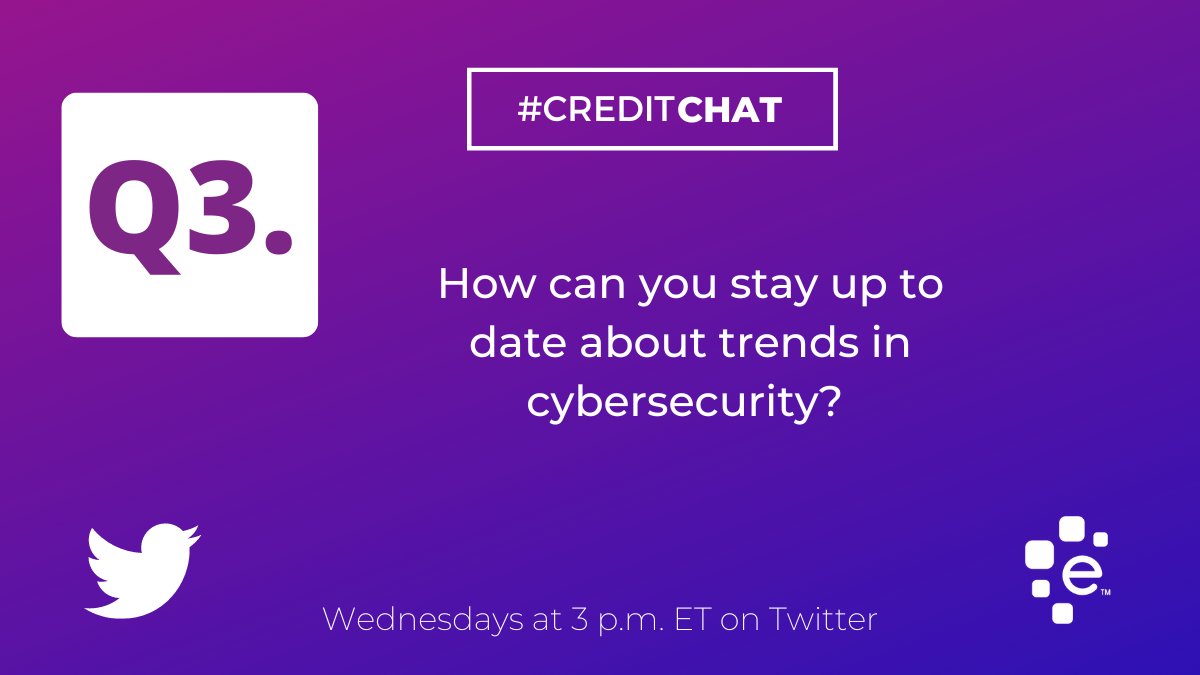 #CREDITCHAT
Q3.
How can you stay up to
date about trends in
cybersecurity?
e™
Wednesdays at 3 p.m. ET on Twitter